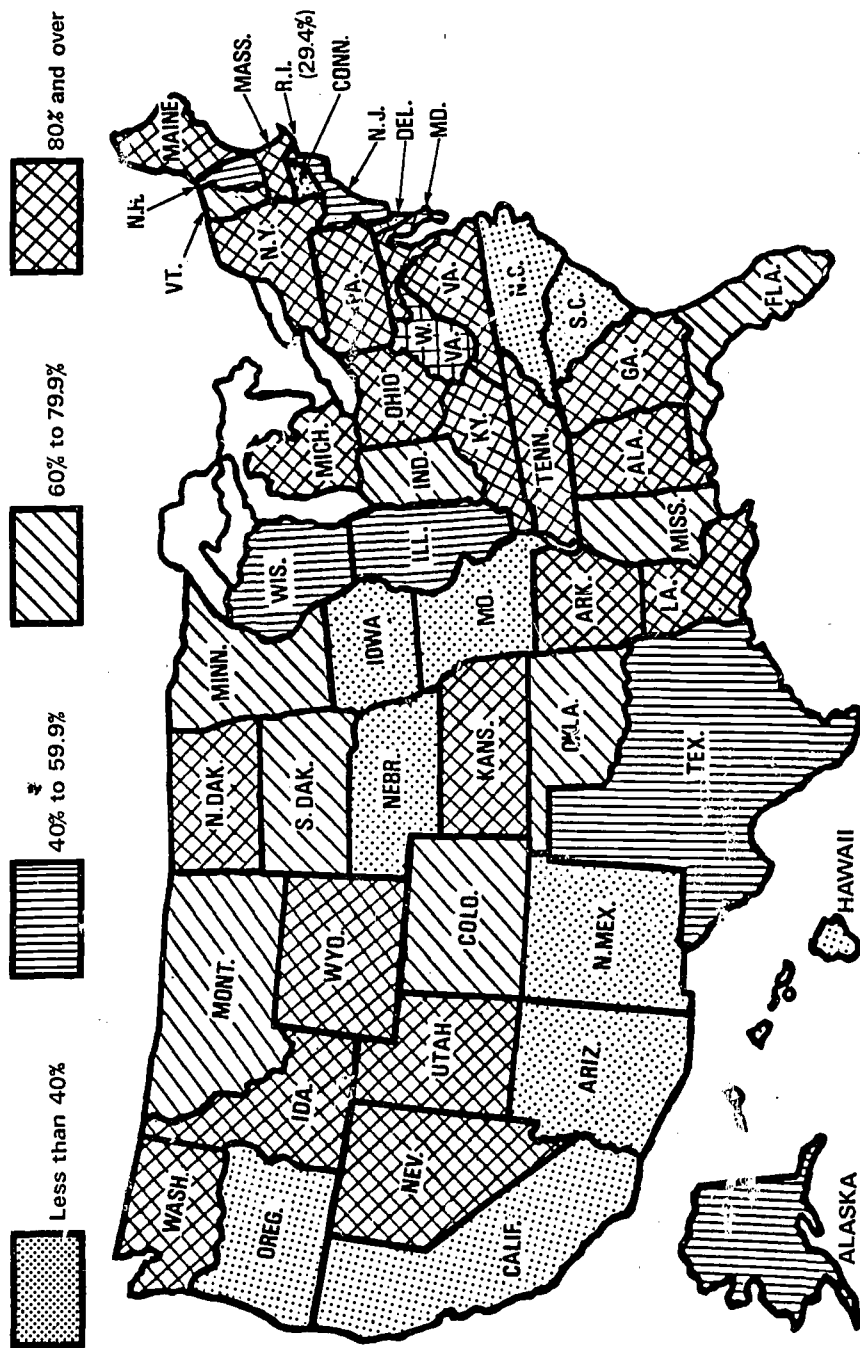 Less than 40%
40% to 59.9%
60% to 79.9%
80% and over
WASH.
OREG.
CALIF.
IDA.
NEV.
MONT.
WYO.
UTAH
ARIZ.
COLO.
N.MEX.
N. DAK.
S. DAK.
NEBR.
KANS.
OKLA.
TEX.
MINN.
IOWA
MO.
ARK.
LA.
WIS.
ILL.
MICH.
IND.
OHIO
KY.
TENN.
MISS.
ALA.
GA.
FLA.
S.C.
N.C.
VA.
W.
VA.
PA.
N.Y.
VT.
N.H.
MAINE
MASS.
R.I.
(29.4%)
CONN.
N.J.
DEL.
MD.
ALASKA
HAWAII